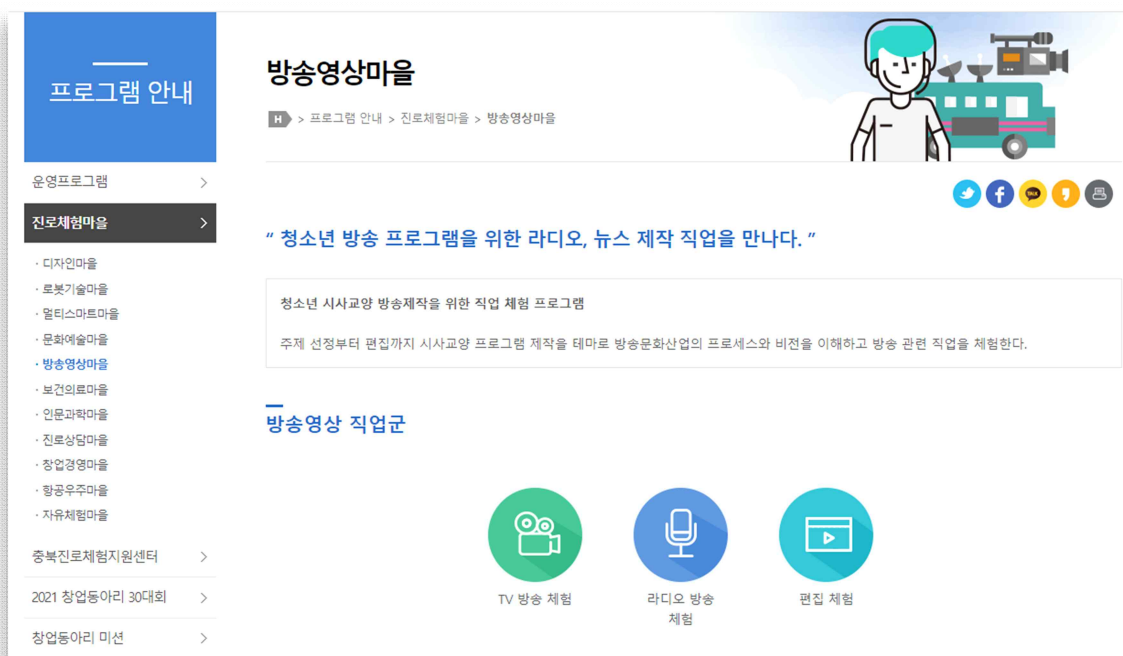 프로그램 안내
방송영상마을
H > 프로그램 안내 > 진로체험마을 > 방송영상마을
운영프로그램
진로체험마을
· 디자인마을
· 로봇기술마을
· 멀티스마트마을
· 문화예술마을
· 방송영상마을
· 보건의료마을
· 인문과학마을
· 진로상담마을
· 창업경영마을
· 항공우주마을
· 자유체험마을
충북진로체험지원센터
2021 창업동아리 30대회
창업동아리 미션
TALK
“ 청소년 방송 프로그램을 위한 라디오, 뉴스 제작 직업을 만나다. ”
청소년 시사교양 방송제작을 위한 직업 체험 프로그램
주제 선정부터 편집까지 시사교양 프로그램 제작을 테마로 방송문화산업의 프로세스와 비전을 이해하고 방송 관련 직업을 체험한다.
방송영상 직업군
TV 방송 체험
라디오 방송
체험
편집 체험